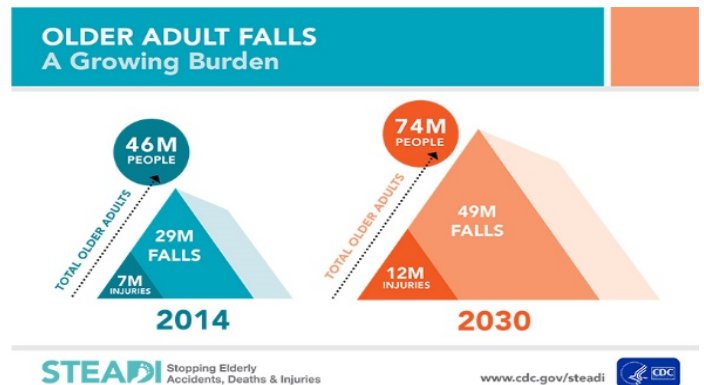 OLDER ADULT FALLS
A Growing Burden
46M
PEOPLE
TOTAL OLDER ADULTS
29M
FALLS
7M
INJURIES
2014
74M
PEOPLE
TOTAL OLDER ADULTS
49M
FALLS
12M
INJURIES
2030
STEADI
Stopping Elderly
Accidents, Deaths & Injuries
www.cdc.gov/steadi
CDC